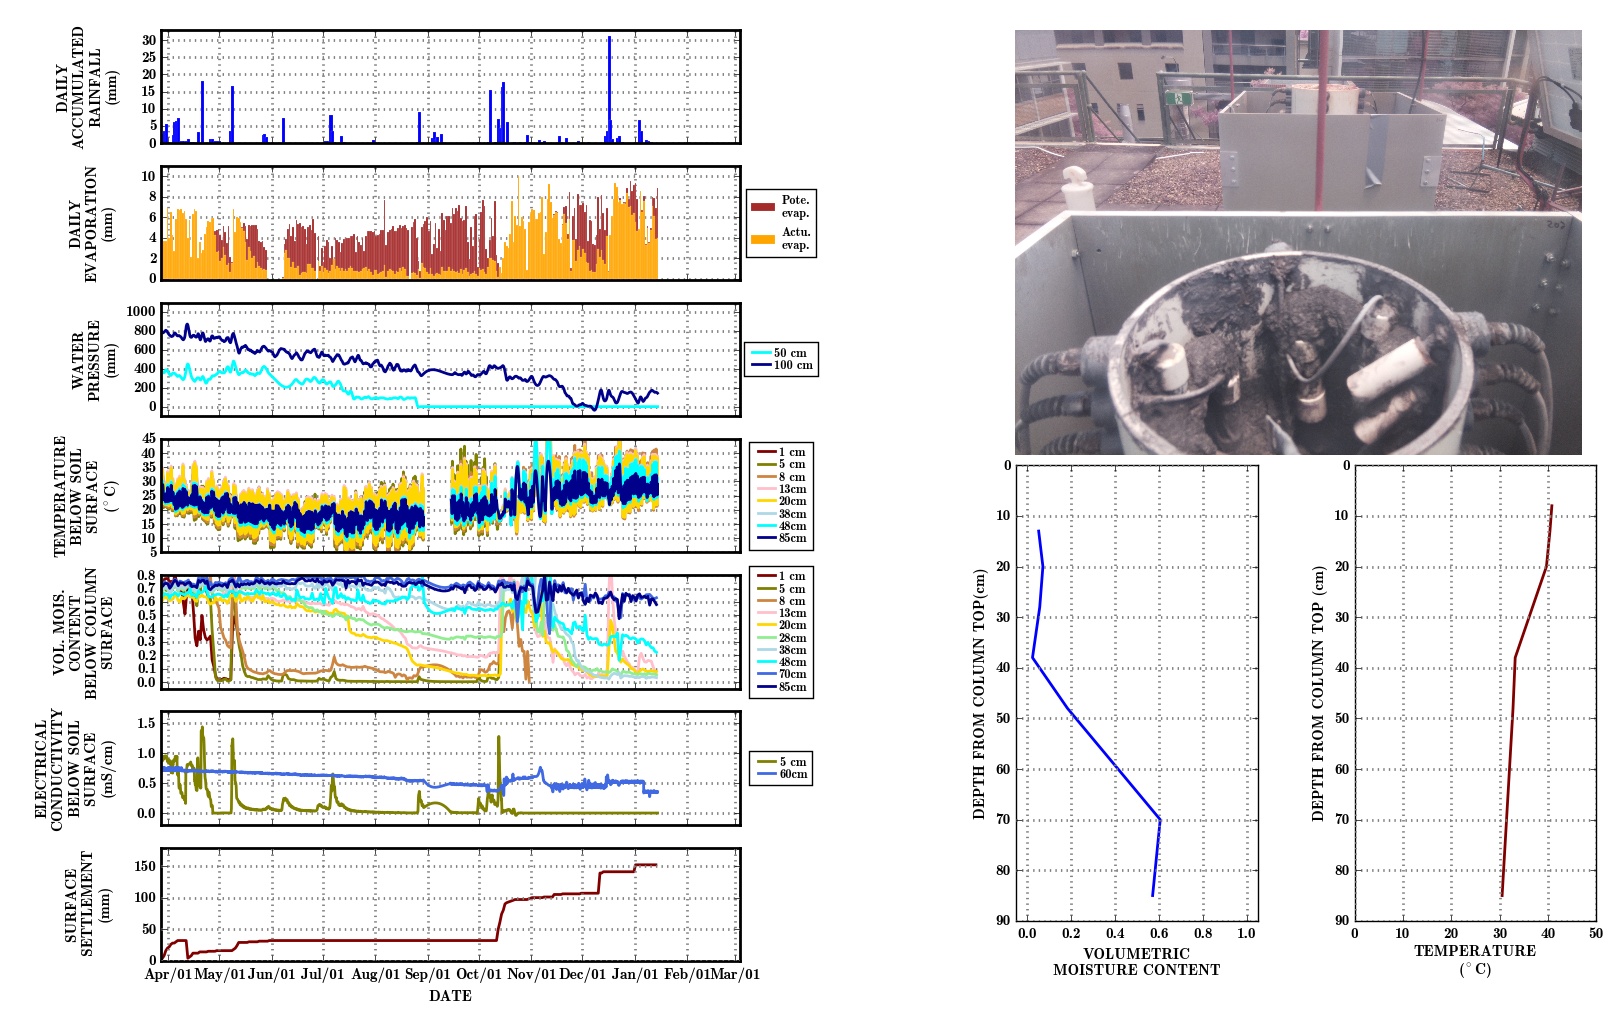 DAILY
ACCUMULATED
RAINFALL
(mm)
30
25
20
15
10
5
0
DAILY
EVAPORATION
(mm)
10
8
6
4
2
0
Pote.
evap.
Actu.
evap.
WATER
PRESSURE
(mm)
1000
800
600
400
200
0
50 cm
100 cm
TEMPERATURE
BELOW SOIL
SURFACE
(°C)
45
40
35
30
25
20
15
10
5
1 cm
5 cm
8 cm
13cm
20cm
38cm
48cm
85cm
VOL. MOIS.
CONTENT
BELOW COLUMN
SURFACE
0.8
0.7
0.6
0.5
0.4
0.3
0.2
0.1
0.0
1 cm
5 cm
8 cm
13cm
20cm
28cm
38cm
48cm
70cm
85cm
ELECTRICAL
CONDUCTIVITY
BELOW SOIL
SURFACE
(mS/cm)
1.5
1.0
0.5
0.0
5 cm
60cm
SURFACE
SETTLEMENT
(mm)
150
100
50
0
Apr/01 May/01 Jun/01 Jul/01 Aug/01 Sep/01 Oct/01 Nov/01 Dec/01 Jan/01 Feb/01 Mar/01
DATE
DEPTH FROM COLUMN TOP (cm)
0
10
20
30
40
50
60
70
80
90
0.0 0.2 0.4 0.6 0.8 1.0
VOLUMETRIC
MOISTURE CONTENT
DEPTH FROM COLUMN TOP (cm)
0
10
20
30
40
50
60
70
80
90
0 10 20 30 40 50
TEMPERATURE
(°C)